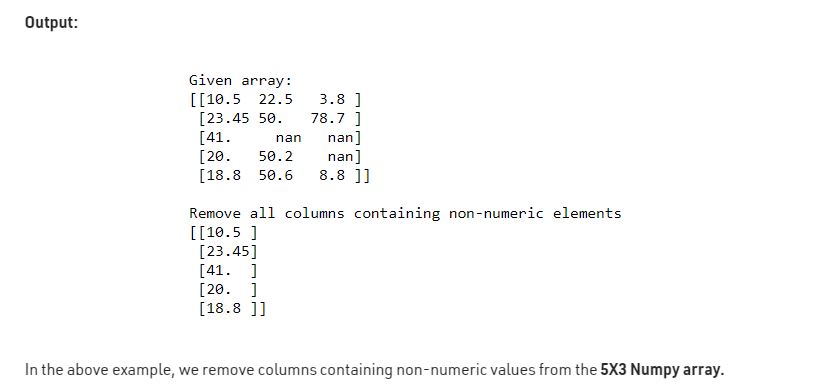 Output:
Given array:
[[10.5  22.5   3.8 ]
 [23.45 50.   78.7 ]
 [41.     nan   nan]
 [20.   50.2    nan]
 [18.8  50.6   8.8 ]]
Remove all columns containing non-numeric elements
[[10.5 ]
 [23.45]
 [41.  ]
 [20.  ]
 [18.8 ]]
In the above example, we remove columns containing non-numeric values from the 5X3 Numpy array.